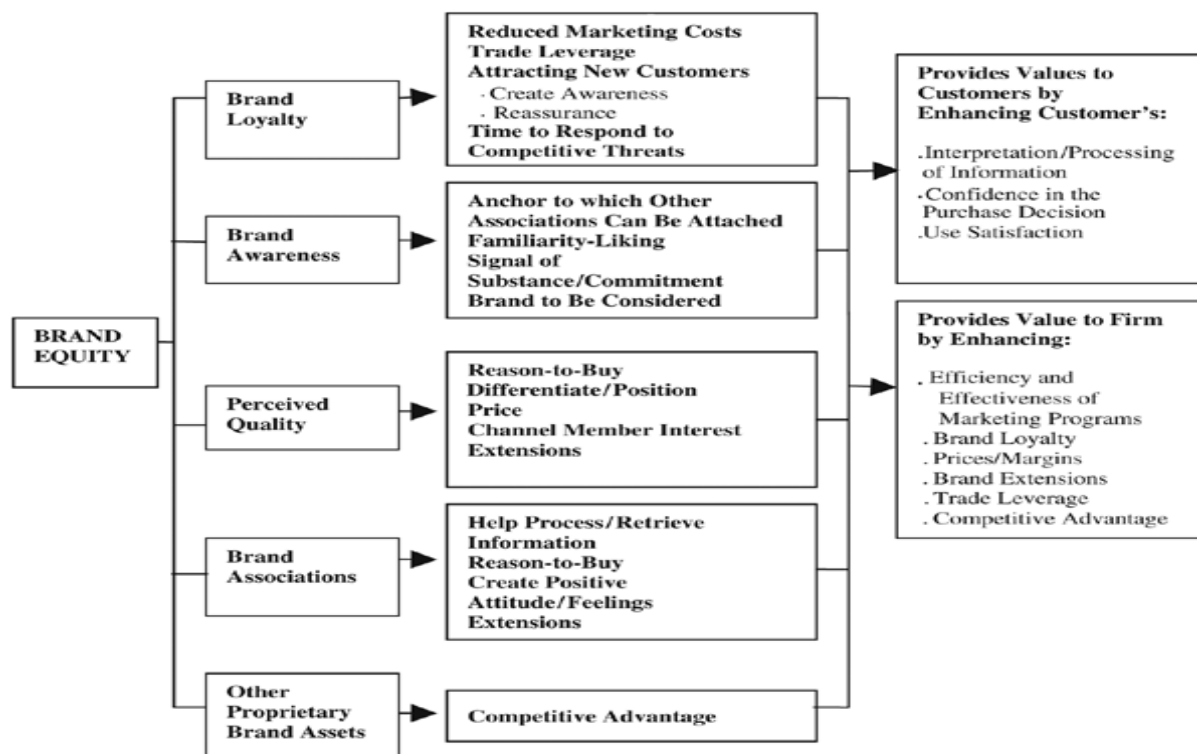 BRAND
EQUITY
Brand
Loyalty
Reduced Marketing Costs
Trade Leverage
Attracting New Customers
· Create Awareness
· Reassurance
Time to Respond to
Competitive Threats
Brand
Awareness
Anchor to which Other
Associations Can Be Attached
Familiarity-Liking
Signal of
Substance/Commitment
Brand to Be Considered
Perceived
Quality
Reason-to-Buy
Differentiate/Position
Price
Channel Member Interest
Extensions
Brand
Associations
Help Process/Retrieve
Information
Reason-to-Buy
Create Positive
Attitude/Feelings
Extensions
Other
Proprietary
Brand Assets
Competitive Advantage
Provides Values to
Customers by
Enhancing Customer's:
.Interpretation/Processing
of Information
.Confidence in the
Purchase Decision
.Use Satisfaction
Provides Value to Firm
by Enhancing:
. Efficiency and
Effectiveness of
Marketing Programs
. Brand Loyalty
. Prices/Margins
. Brand Extensions
. Trade Leverage
. Competitive Advantage